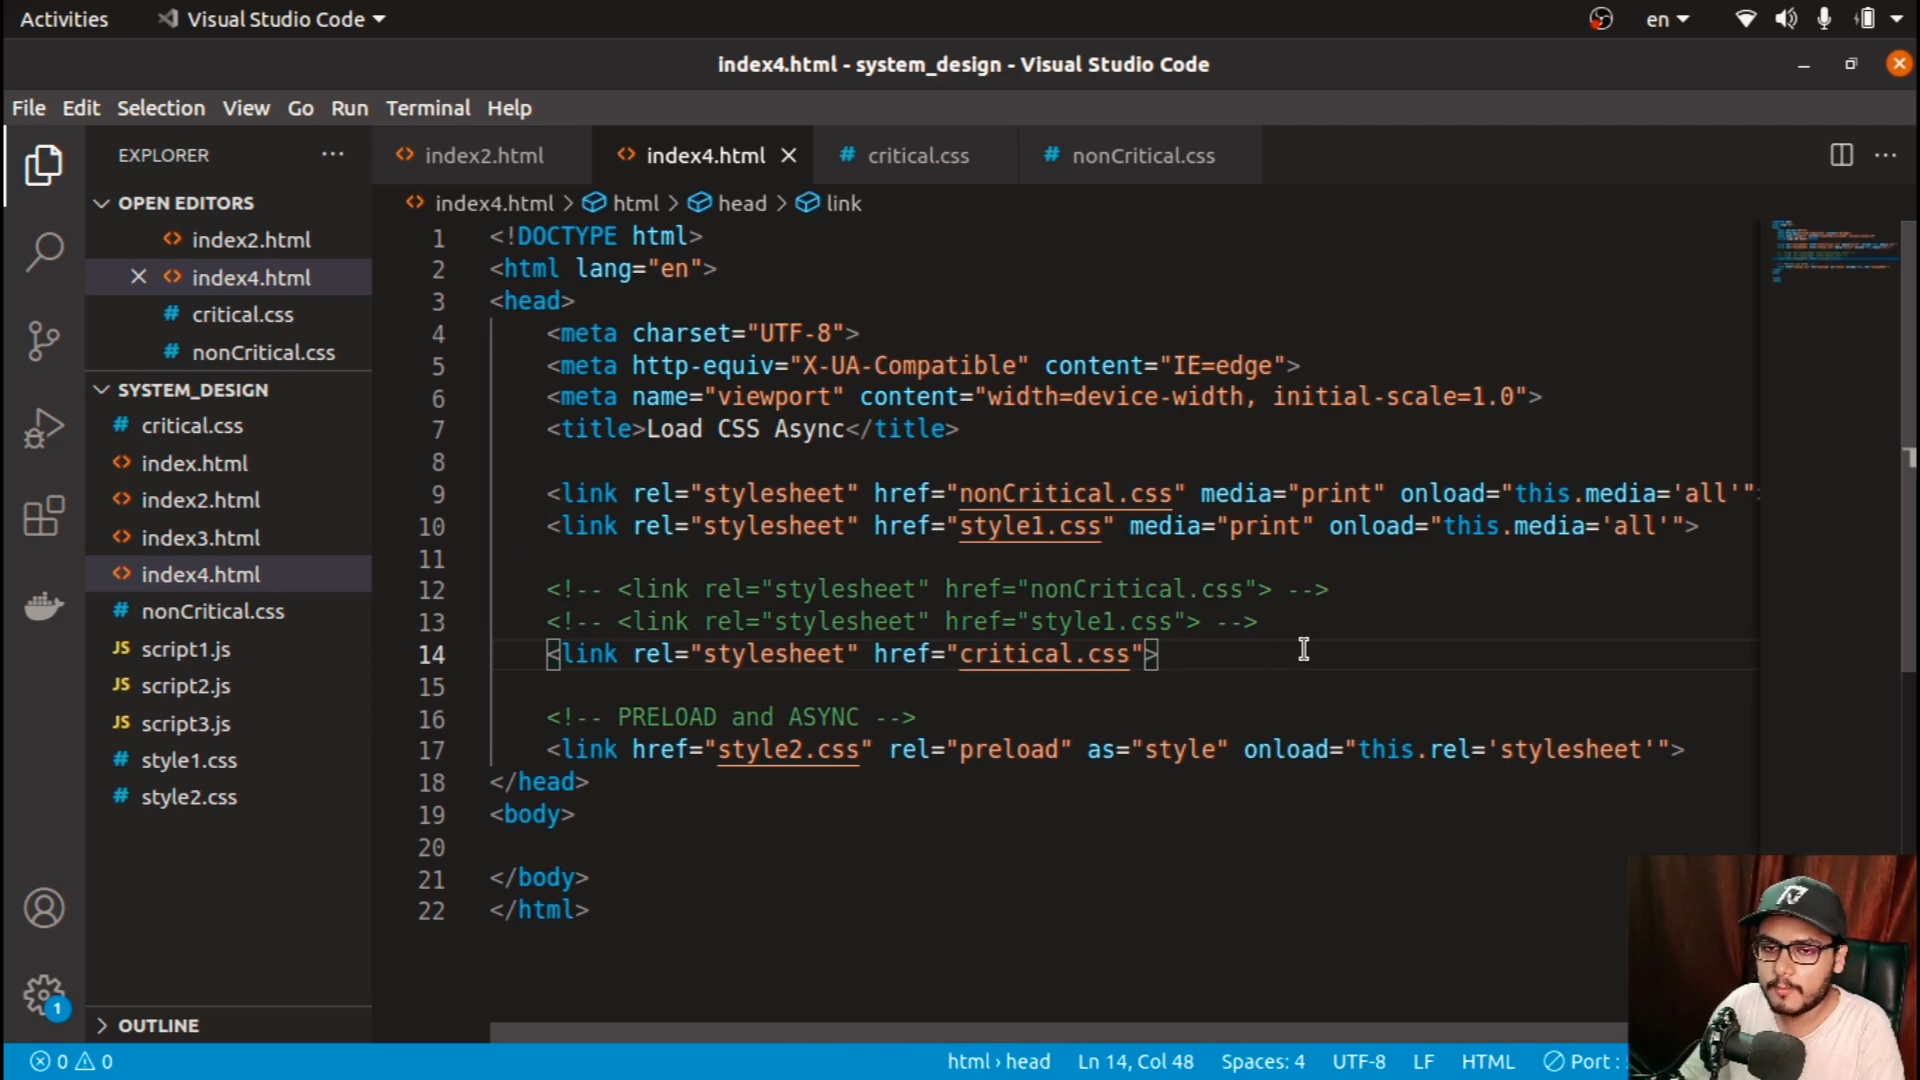 Activities
Visual Studio Code
en
index4.html - system_design - Visual Studio Code
File Edit Selection View Go Run Terminal Help
EXPLORER
index2.html
index4.html
critical.css
nonCritical.css
OPEN EDITORS
index2.html
index4.html
critical.css
nonCritical.css
SYSTEM_DESIGN
critical.css
index.html
index2.html
index3.html
index4.html
nonCritical.css
JS script1.js
JS script2.js
JS script3.js
style1.css
style2.css
OUTLINE
index4.html > html > head > link
1 <!DOCTYPE html>
2 <html lang="en">
3 <head>
4 <meta charset="UTF-8">
5 <meta http-equiv="X-UA-Compatible" content="IE=edge">
6 <meta name="viewport" content="width=device-width, initial-scale=1.0">
7 <title>Load CSS Async</title>
8
9 <link rel="stylesheet" href="nonCritical.css" media="print" onload="this.media='all'">
10 <link rel="stylesheet" href="style1.css" media="print" onload="this.media='all'">
11
12 <!-- <link rel="stylesheet" href="nonCritical.css"> -->
13 <!-- <link rel="stylesheet" href="style1.css"> -->
14 <link rel="stylesheet" href="critical.css">
15
16 <!-- PRELOAD and ASYNC -->
17 <link href="style2.css" rel="preload" as="style" onload="this.rel='stylesheet'">
18 </head>
19 <body>
20
21 </body>
22 </html>
1
0 0
html › head
Ln 14, Col 48
Spaces: 4
UTF-8
LF
HTML
Port :